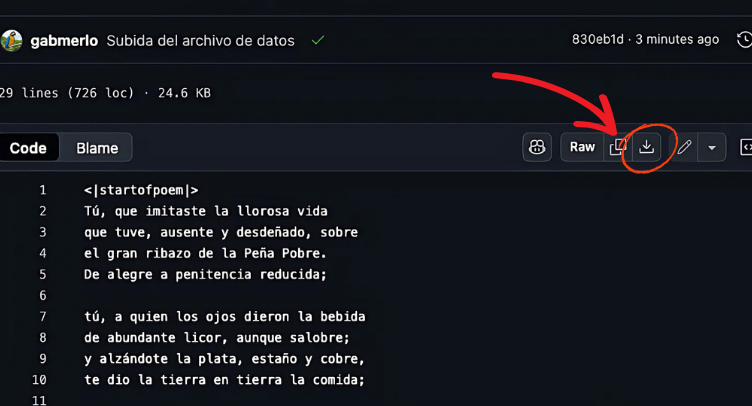 gabmerlo Subida del archivo de datos
830eb1d · 3 minutes ago
29 lines (726 loc) · 24.6 KB
Code Blame
Raw
1 <|startofpoem|>
2 Tú, que imitaste la llorosa vida
3 que tuve, ausente y desdeñado, sobre
4 el gran ribazo de la Peña Pobre.
5 De alegre a penitencia reducida;
6
7 tú, a quien los ojos dieron la bebida
8 de abundante licor, aunque salobre;
9 y alzándote la plata, estaño y cobre,
10 te dio la tierra en tierra la comida;
11